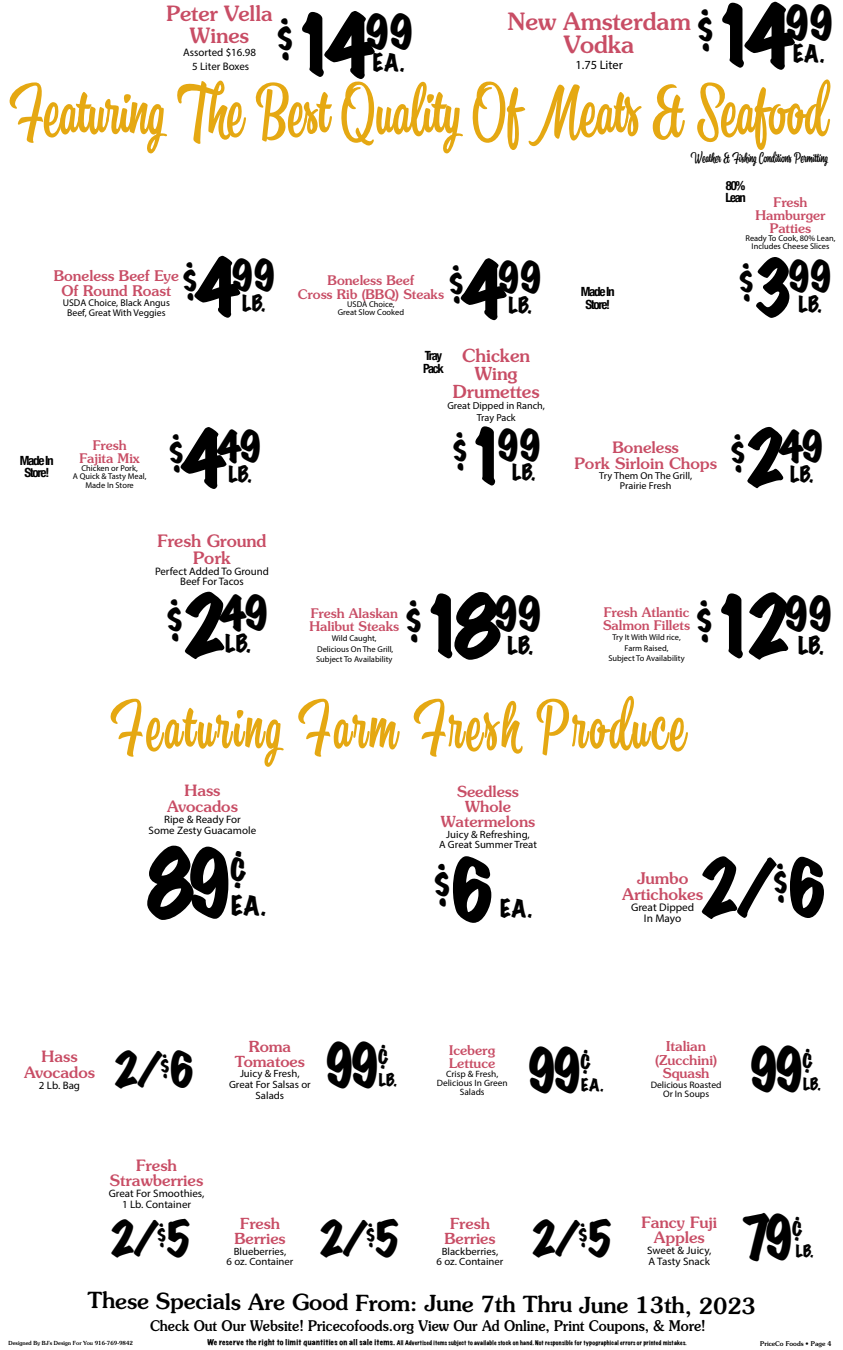 Peter Vella
Wines
Assorted $16.98
5 Liter Boxes
$14.99 EA.
New Amsterdam
Vodka
1.75 Liter
$14.99 EA.
Featuring The Best Quality Of Meats & Seafood
Weather & Fishing Conditions Permitting
Boneless Beef Eye
Of Round Roast
USDA Choice, Black Angus
Beef, Great With Veggies
$4.99 LB.
Boneless Beef
Cross Rib (BBQ) Steaks
USDA Choice,
Great Slow Cooked
$4.99 LB.
Made In
Store!
80%
Lean
Fresh
Hamburger
Patties
Ready To Cook, 80% Lean,
Includes Cheese Slices
$3.99 LB.
Made In
Store!
Fresh
Fajita Mix
Chicken or Pork,
A Quick & Tasty Meal,
Made In Store
$4.49 LB.
Tray
Pack
Chicken
Wing
Drumettes
Great Dipped in Ranch,
Tray Pack
$1.99 LB.
Boneless
Pork Sirloin Chops
Try Them On The Grill,
Prairie Fresh
$2.49 LB.
Fresh Ground
Pork
Perfect Added To Ground
Beef For Tacos
$2.49 LB.
Fresh Alaskan
Halibut Steaks
Wild Caught,
Delicious On The Grill,
Subject To Availability
$18.99 LB.
Fresh Atlantic
Salmon Fillets
Try It With Wild rice,
Farm Raised,
Subject To Availability
$12.99 LB.
Featuring Farm Fresh Produce
Hass
Avocados
Ripe & Ready For
Some Zesty Guacamole
89¢ EA.
Seedless
Whole
Watermelons
Juicy & Refreshing,
A Great Summer Treat
$6 EA.
Jumbo
Artichokes
Great Dipped
In Mayo
2/$6
Hass
Avocados
2 Lb. Bag
2/$6
Roma
Tomatoes
Juicy & Fresh,
Great For Salsas or
Salads
99¢ LB.
Iceberg
Lettuce
Crisp & Fresh,
Delicious In Green
Salads
99¢ EA.
Italian
(Zucchini)
Squash
Delicious Roasted
Or In Soups
99¢ LB.
Fresh
Strawberries
Great For Smoothies,
1 Lb. Container
2/$5
Fresh
Berries
Blueberries,
6 oz. Container
2/$5
Fresh
Berries
Blackberries,
6 oz. Container
2/$5
Fancy Fuji
Apples
Sweet & Juicy,
A Tasty Snack
79¢ LB.
These Specials Are Good From: June 7th Thru June 13th, 2023
Check Out Our Website! Pricecofoods.org View Our Ad Online, Print Coupons, & More!
Designed By BJ's Design For You 916-769-9842
We reserve the right to limit quantities on all sale items. All Advertised items subject to available stock on hand. Not responsible for typographical errors or printed mistakes.
PriceCo Foods • Page 4